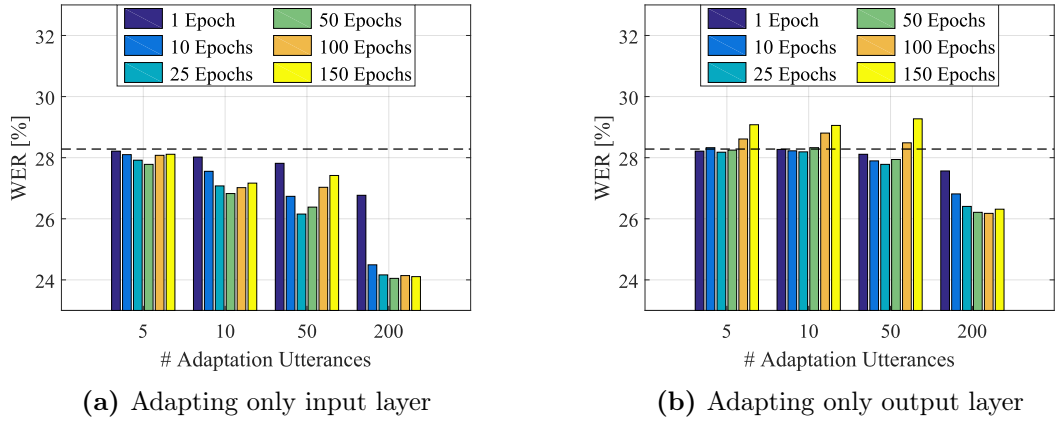 1 Epoch
10 Epochs
25 Epochs
50 Epochs
100 Epochs
150 Epochs
WER [%]
32
30
28
26
24
5 10 50 200
# Adaptation Utterances
(a) Adapting only input layer
1 Epoch
10 Epochs
25 Epochs
50 Epochs
100 Epochs
150 Epochs
WER [%]
32
30
28
26
24
5 10 50 200
# Adaptation Utterances
(b) Adapting only output layer